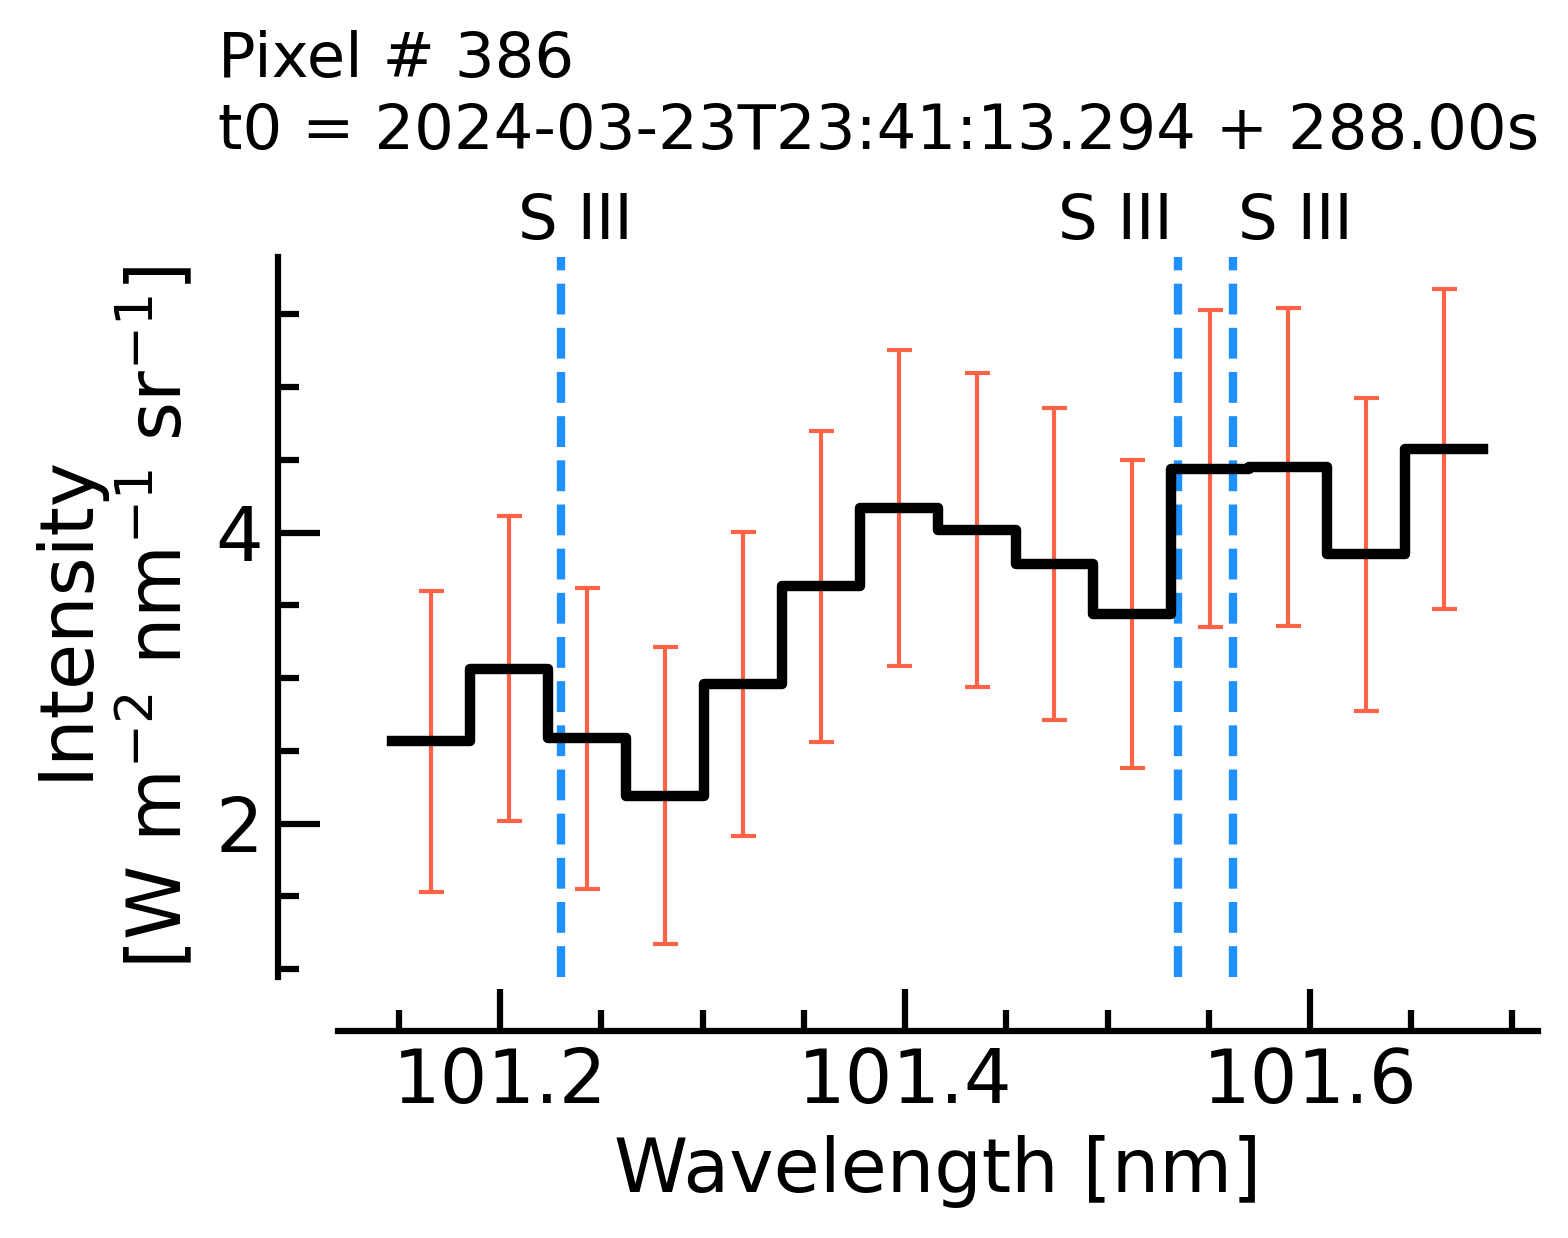 Pixel # 386
t0 = 2024-03-23T23:41:13.294 + 288.00s
S III S III S III
Intensity
[W m⁻² nm⁻¹ sr⁻¹]
4
2
101.2 101.4 101.6
Wavelength [nm]